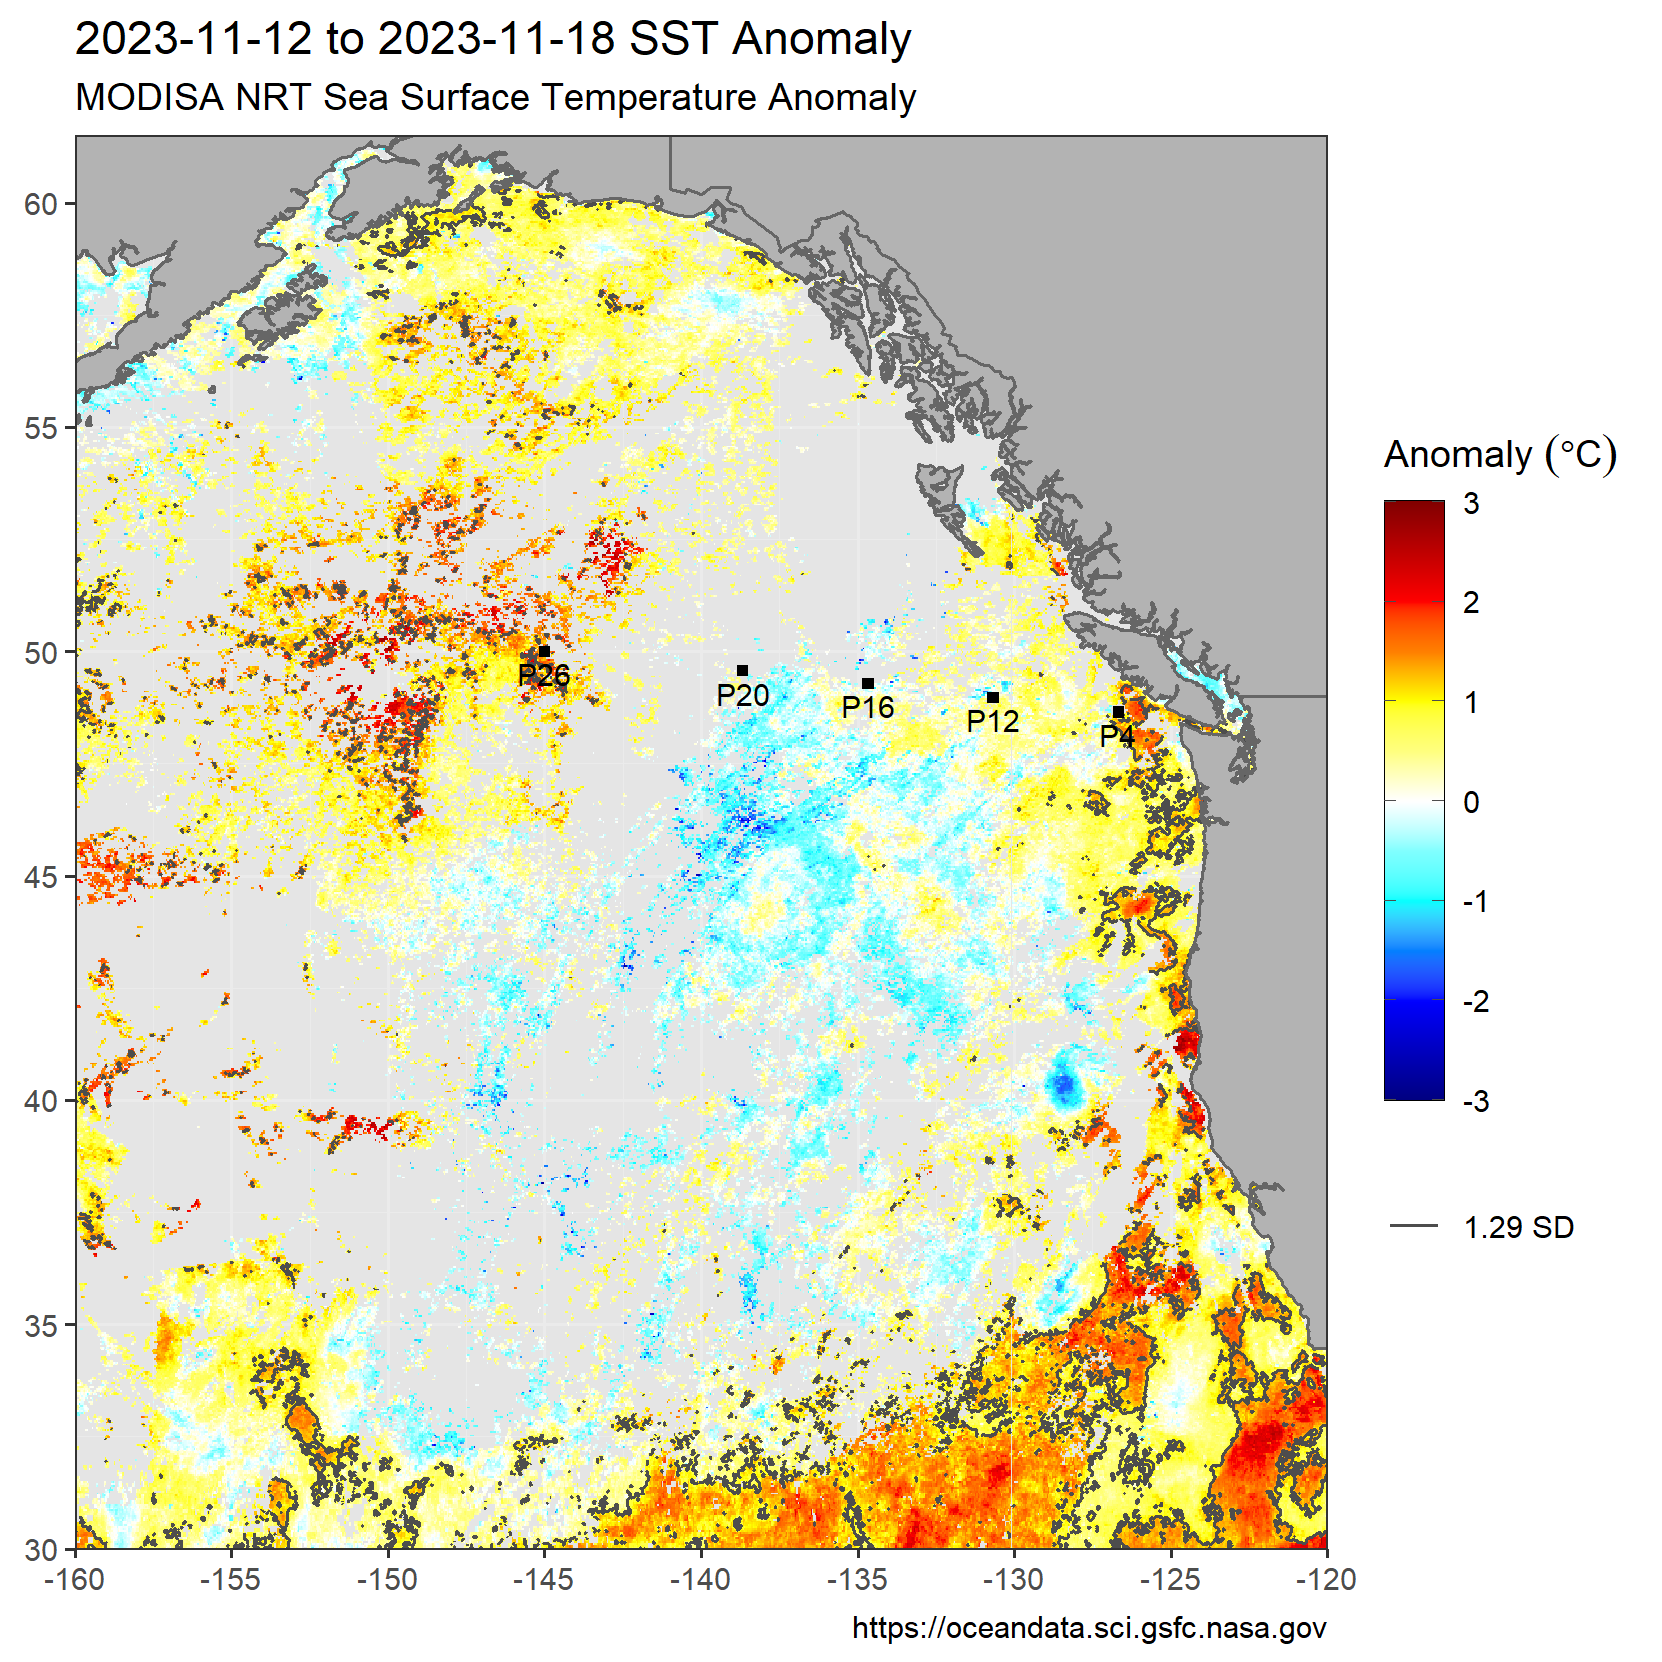 2023-11-12 to 2023-11-18 SST Anomaly
MODISA NRT Sea Surface Temperature Anomaly
60
55
50
45
40
35
30
-160
-155
-150
-145
-140
-135
-130
-125
-120
P26
P20
P16
P12
P4
Anomaly (°C)
3
2
1
0
-1
-2
-3
1.29 SD
https://oceandata.sci.gsfc.nasa.gov